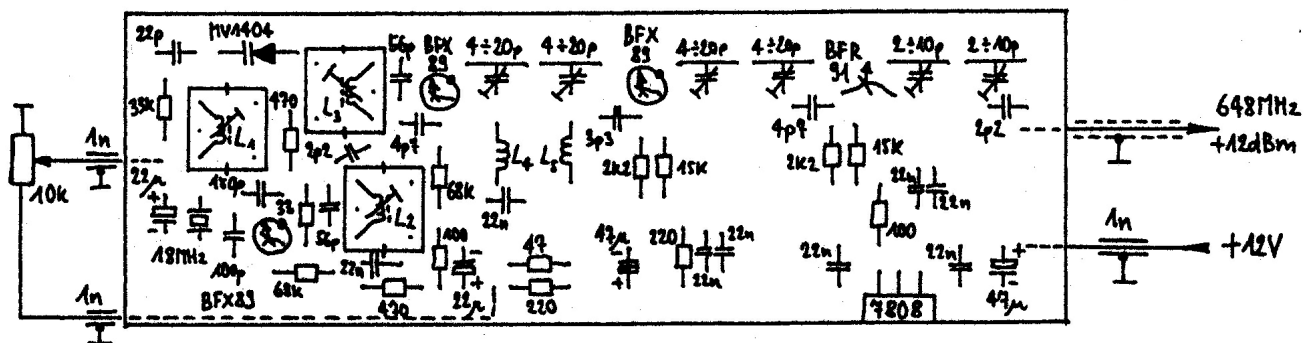 22p MV1404 56p BFX 89 4÷20p 4÷20p BFX 89 4÷20p 4÷20p BFR 91 2÷10p 2÷10p
33k 470 L3
L1 2p2 4p7 3p3 4p7 2p2 648MHz
+12dBm
1n L4 L5 2k2 15k 2k2 15k
10k 22µ + 150p 68k 22n 22n
33 L2 22n 100 1n
- 56p 100 - 47 47µ - 220 22n 22n 22n + +12V
18MHz 100p 22n + + 22n -
BFX89 68k 470 22µ 220 7808 47µ
1n